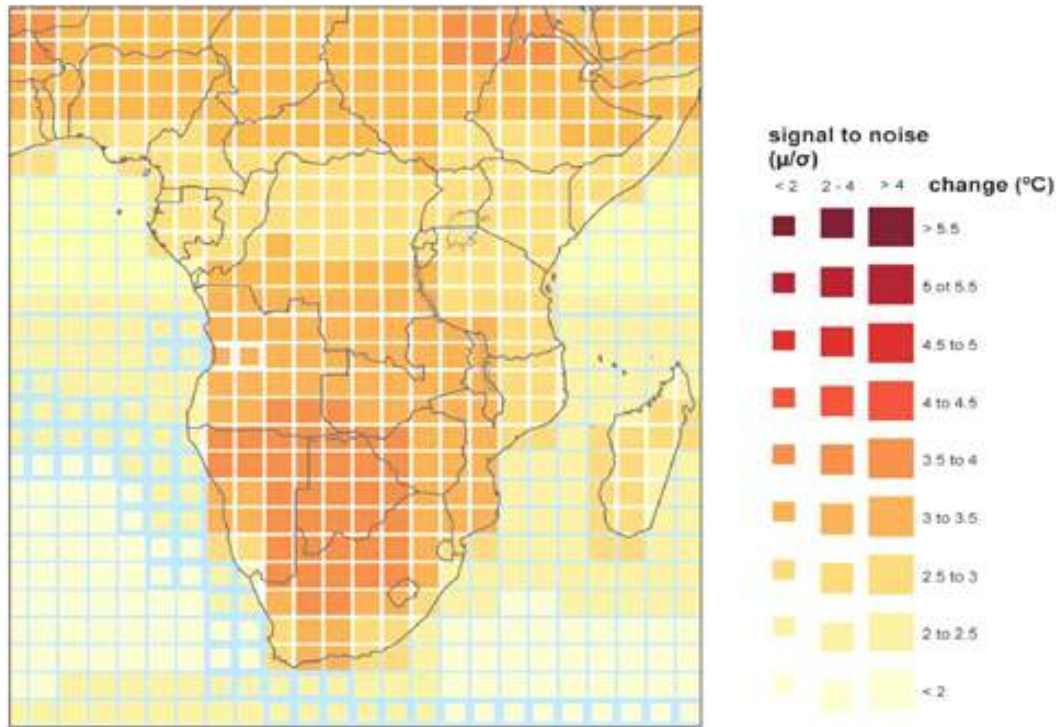 signal to noise
(μ/σ)
< 2 2 - 4 > 4 change (ºC)
> 5.5
5 ot 5.5
4.5 to 5
4 to 4.5
3.5 to 4
3 to 3.5
2.5 to 3
2 to 2.5
< 2